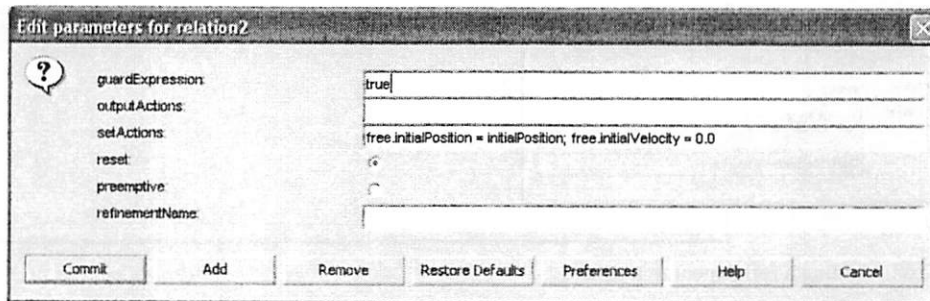 Edit parameters for relation2
?
guardExpression: true
outputActions:
setActions: free.initialPosition = initialPosition; free.initialVelocity = 0.0
reset:
preemptive:
refinementName:
Commit Add Remove Restore Defaults Preferences Help Cancel